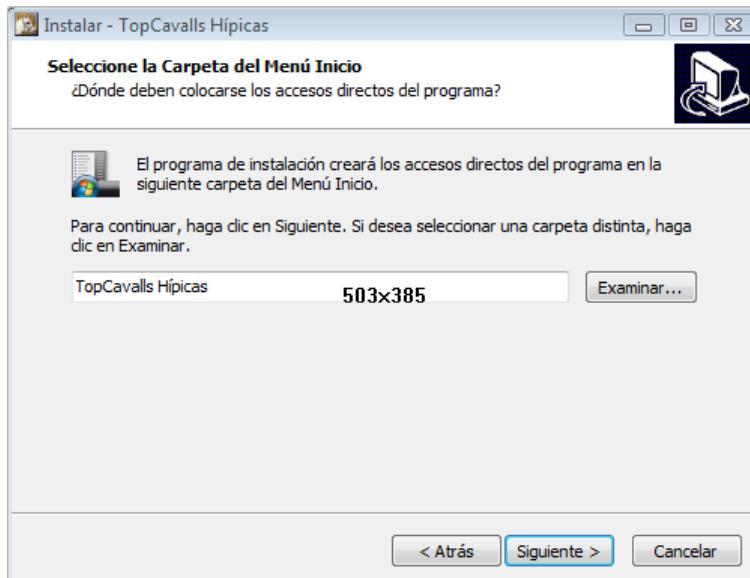 Instalar - TopCavalls Hípicas
Seleccione la Carpeta del Menú Inicio
¿Dónde deben colocarse los accesos directos del programa?
El programa de instalación creará los accesos directos del programa en la
siguiente carpeta del Menú Inicio.
Para continuar, haga clic en Siguiente. Si desea seleccionar una carpeta distinta, haga
clic en Examinar.
TopCavalls Hípicas
503x385
Examinar...
< Atrás
Siguiente >
Cancelar